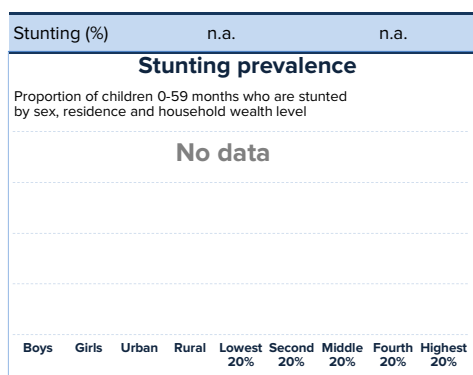 Stunting (%) n.a. n.a.
Stunting prevalence
Proportion of children 0-59 months who are stunted
by sex, residence and household wealth level
No data
Boys Girls Urban Rural Lowest Second Middle Fourth Highest
20% 20% 20% 20% 20%